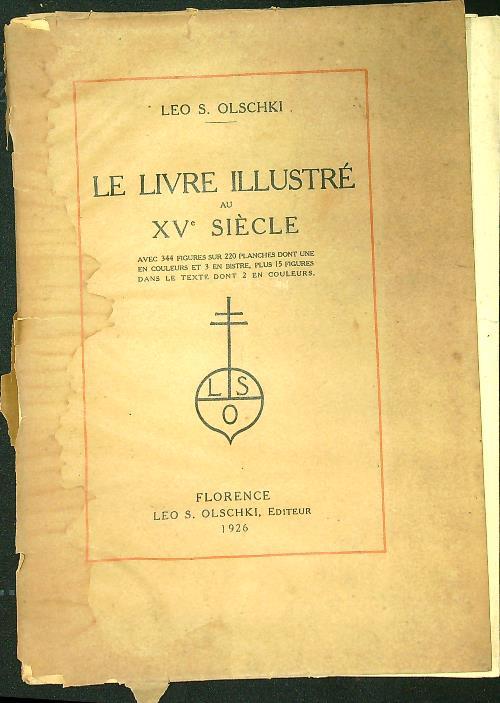 LEO S. OLSCHKI
LE LIVRE ILLUSTRÉ
AU
XVe SIÈCLE
AVEC 344 FIGURES SUR 220 PLANCHES DONT UNE
EN COULEURS ET 3 EN BISTRE, PLUS 15 FIGURES
DANS LE TEXTE DONT 2 EN COULEURS.
L S
O
FLORENCE
LEO S. OLSCHKI, EDITEUR
1926